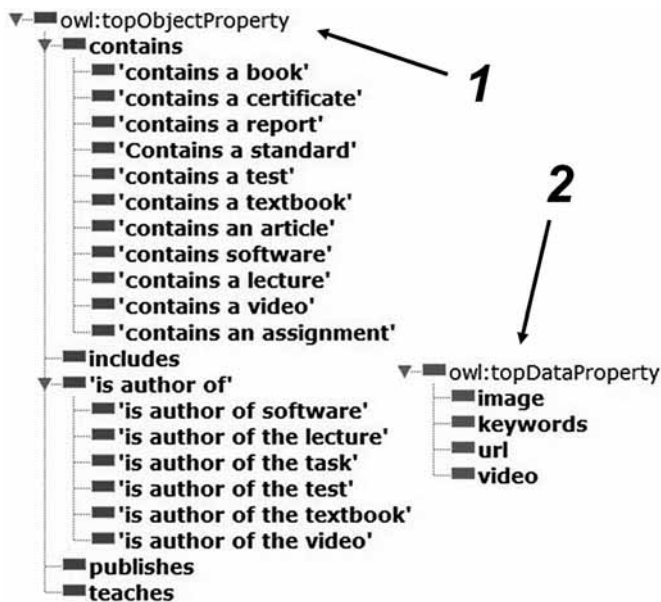 owl:topObjectProperty
contains
'contains a book'
'contains a certificate'
'contains a report'
'Contains a standard'
'contains a test'
'contains a textbook'
'contains an article'
'contains software'
'contains a lecture'
'contains a video'
'contains an assignment'
includes
'is author of'
'is author of software'
'is author of the lecture'
'is author of the task'
'is author of the test'
'is author of the textbook'
'is author of the video'
publishes
teaches
1
2
owl:topDataProperty
image
keywords
url
video